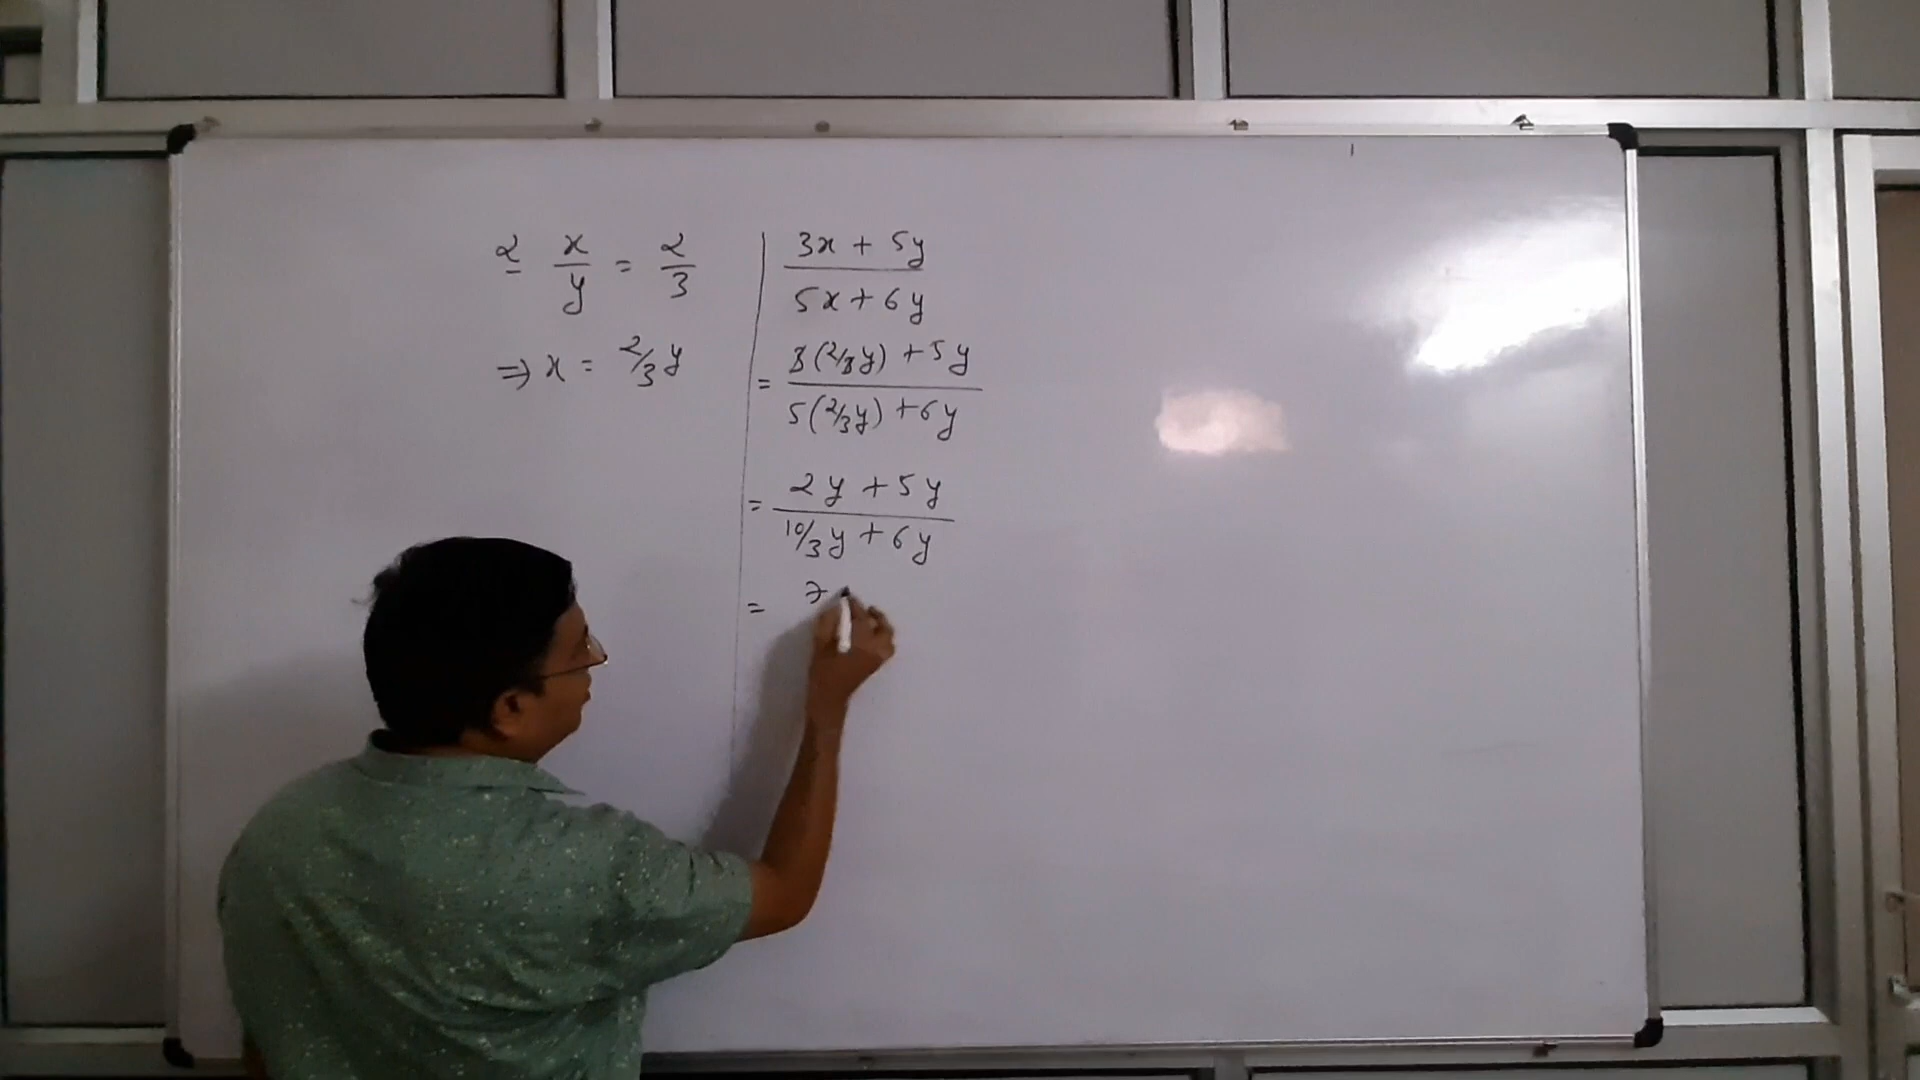 2 x/y = 2/3
⇒ x = 2/3 y
3x + 5y / 5x + 6y
= 3(2/3y) + 5y / 5(2/3y) + 6y
= 2y + 5y / 10/3y + 6y
= 7